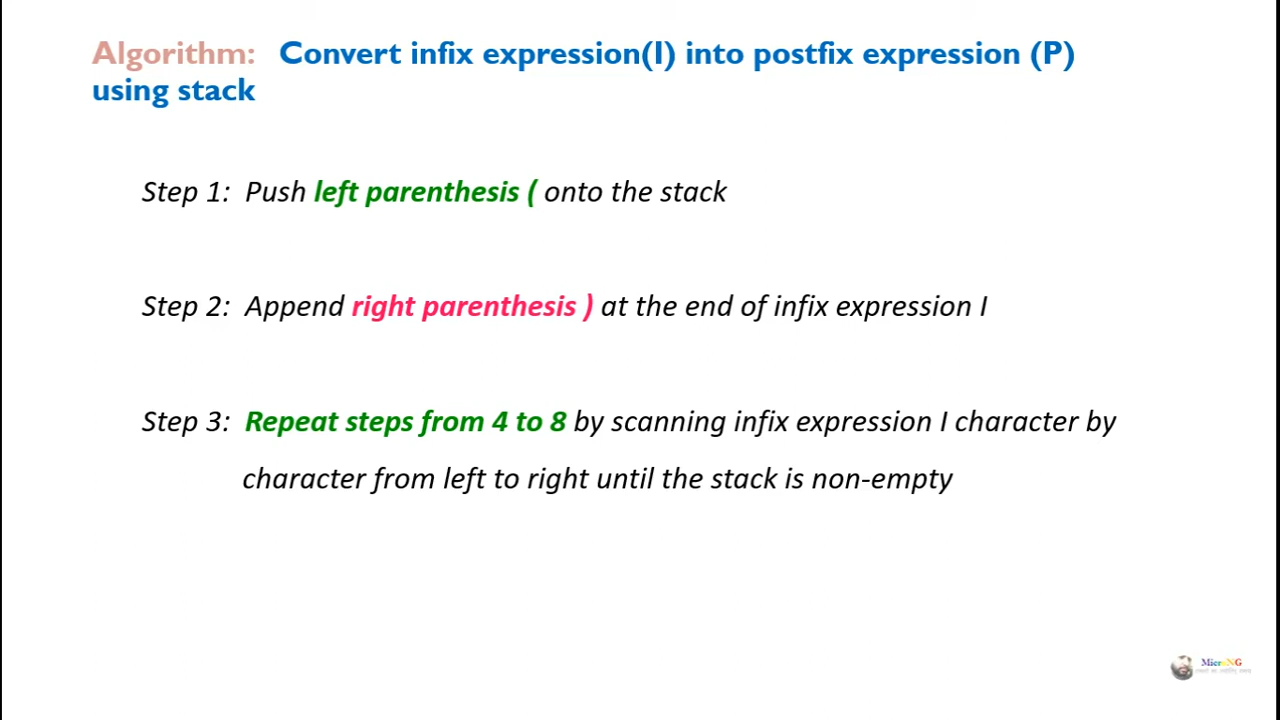 Algorithm: Convert infix expression(I) into postfix expression (P)
using stack
Step 1: Push left parenthesis ( onto the stack
Step 2: Append right parenthesis ) at the end of infix expression I
Step 3: Repeat steps from 4 to 8 by scanning infix expression I character by
character from left to right until the stack is non-empty
MicroNG